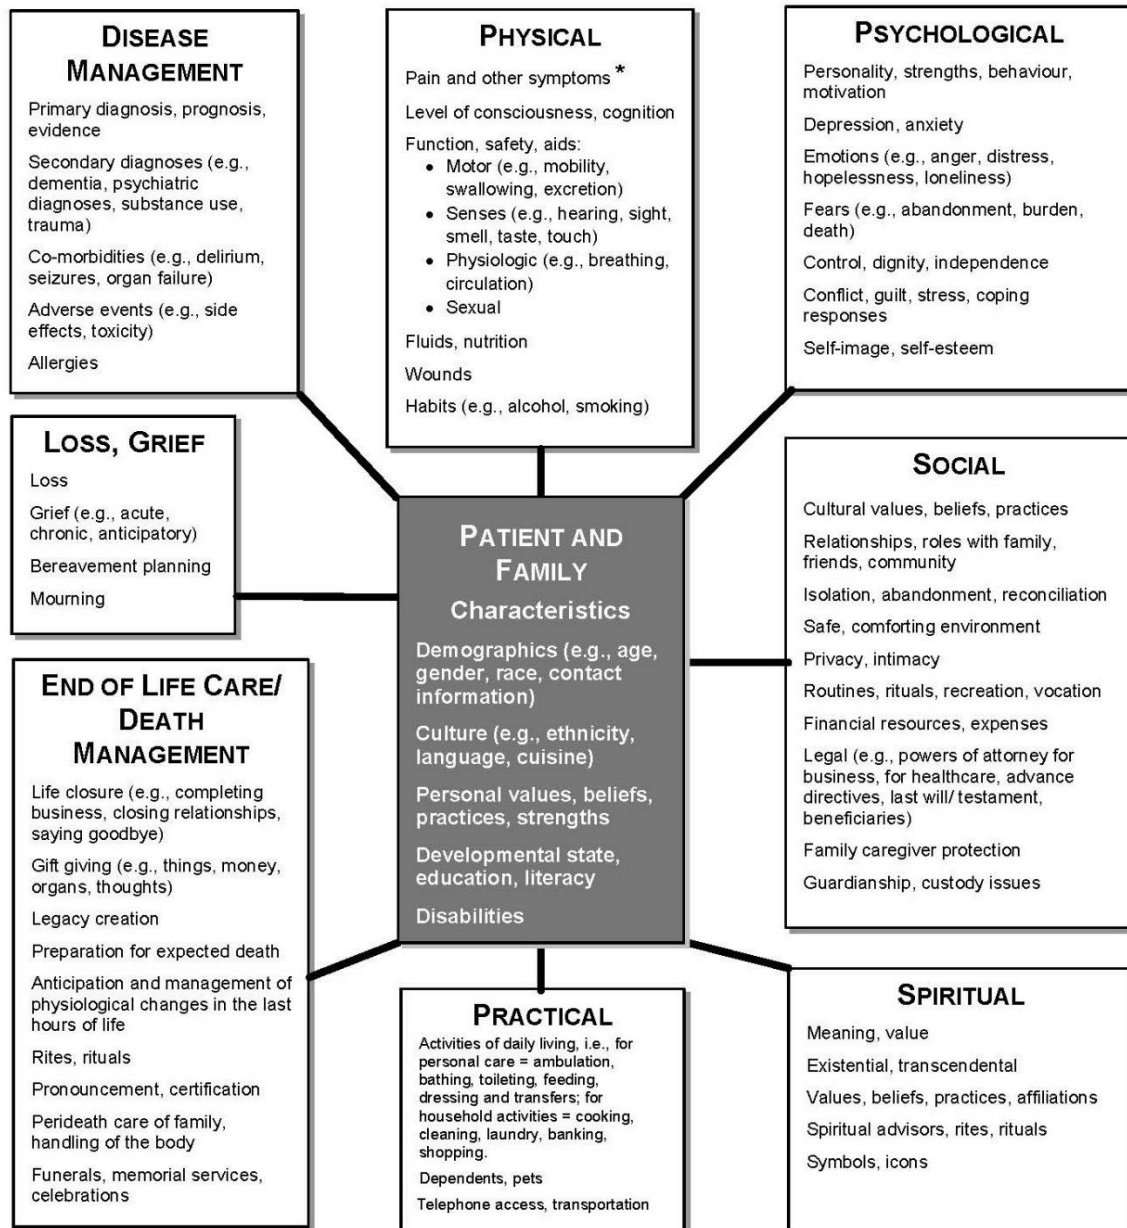 DISEASE
MANAGEMENT
Primary diagnosis, prognosis,
evidence
Secondary diagnoses (e.g.,
dementia, psychiatric
diagnoses, substance use,
trauma)
Co-morbidities (e.g., delirium,
seizures, organ failure)
Adverse events (e.g., side
effects, toxicity)
Allergies
PHYSICAL
Pain and other symptoms *
Level of consciousness, cognition
Function, safety, aids:
• Motor (e.g., mobility,
swallowing, excretion)
• Senses (e.g., hearing, sight,
smell, taste, touch)
• Physiologic (e.g., breathing,
circulation)
• Sexual
Fluids, nutrition
Wounds
Habits (e.g., alcohol, smoking)
PSYCHOLOGICAL
Personality, strengths, behaviour,
motivation
Depression, anxiety
Emotions (e.g., anger, distress,
hopelessness, loneliness)
Fears (e.g., abandonment, burden,
death)
Control, dignity, independence
Conflict, guilt, stress, coping
responses
Self-image, self-esteem
LOSS, GRIEF
Loss
Grief (e.g., acute,
chronic, anticipatory)
Bereavement planning
Mourning
PATIENT AND
FAMILY
Characteristics
Demographics (e.g., age,
gender, race, contact
information)
Culture (e.g., ethnicity,
language, cuisine)
Personal values, beliefs,
practices, strengths
Developmental state,
education, literacy
Disabilities
SOCIAL
Cultural values, beliefs, practices
Relationships, roles with family,
friends, community
Isolation, abandonment, reconciliation
Safe, comforting environment
Privacy, intimacy
Routines, rituals, recreation, vocation
Financial resources, expenses
Legal (e.g., powers of attorney for
business, for healthcare, advance
directives, last will/ testament,
beneficiaries)
Family caregiver protection
Guardianship, custody issues
END OF LIFE CARE/
DEATH
MANAGEMENT
Life closure (e.g., completing
business, closing relationships,
saying goodbye)
Gift giving (e.g., things, money,
organs, thoughts)
Legacy creation
Preparation for expected death
Anticipation and management of
physiological changes in the last
hours of life
Rites, rituals
Pronouncement, certification
Perideath care of family,
handling of the body
Funerals, memorial services,
celebrations
PRACTICAL
Activities of daily living, i.e., for
personal care = ambulation,
bathing, toileting, feeding,
dressing and transfers; for
household activities = cooking,
cleaning, laundry, banking,
shopping.
Dependents, pets
Telephone access, transportation
SPIRITUAL
Meaning, value
Existential, transcendental
Values, beliefs, practices, affiliations
Spiritual advisors, rites, rituals
Symbols, icons